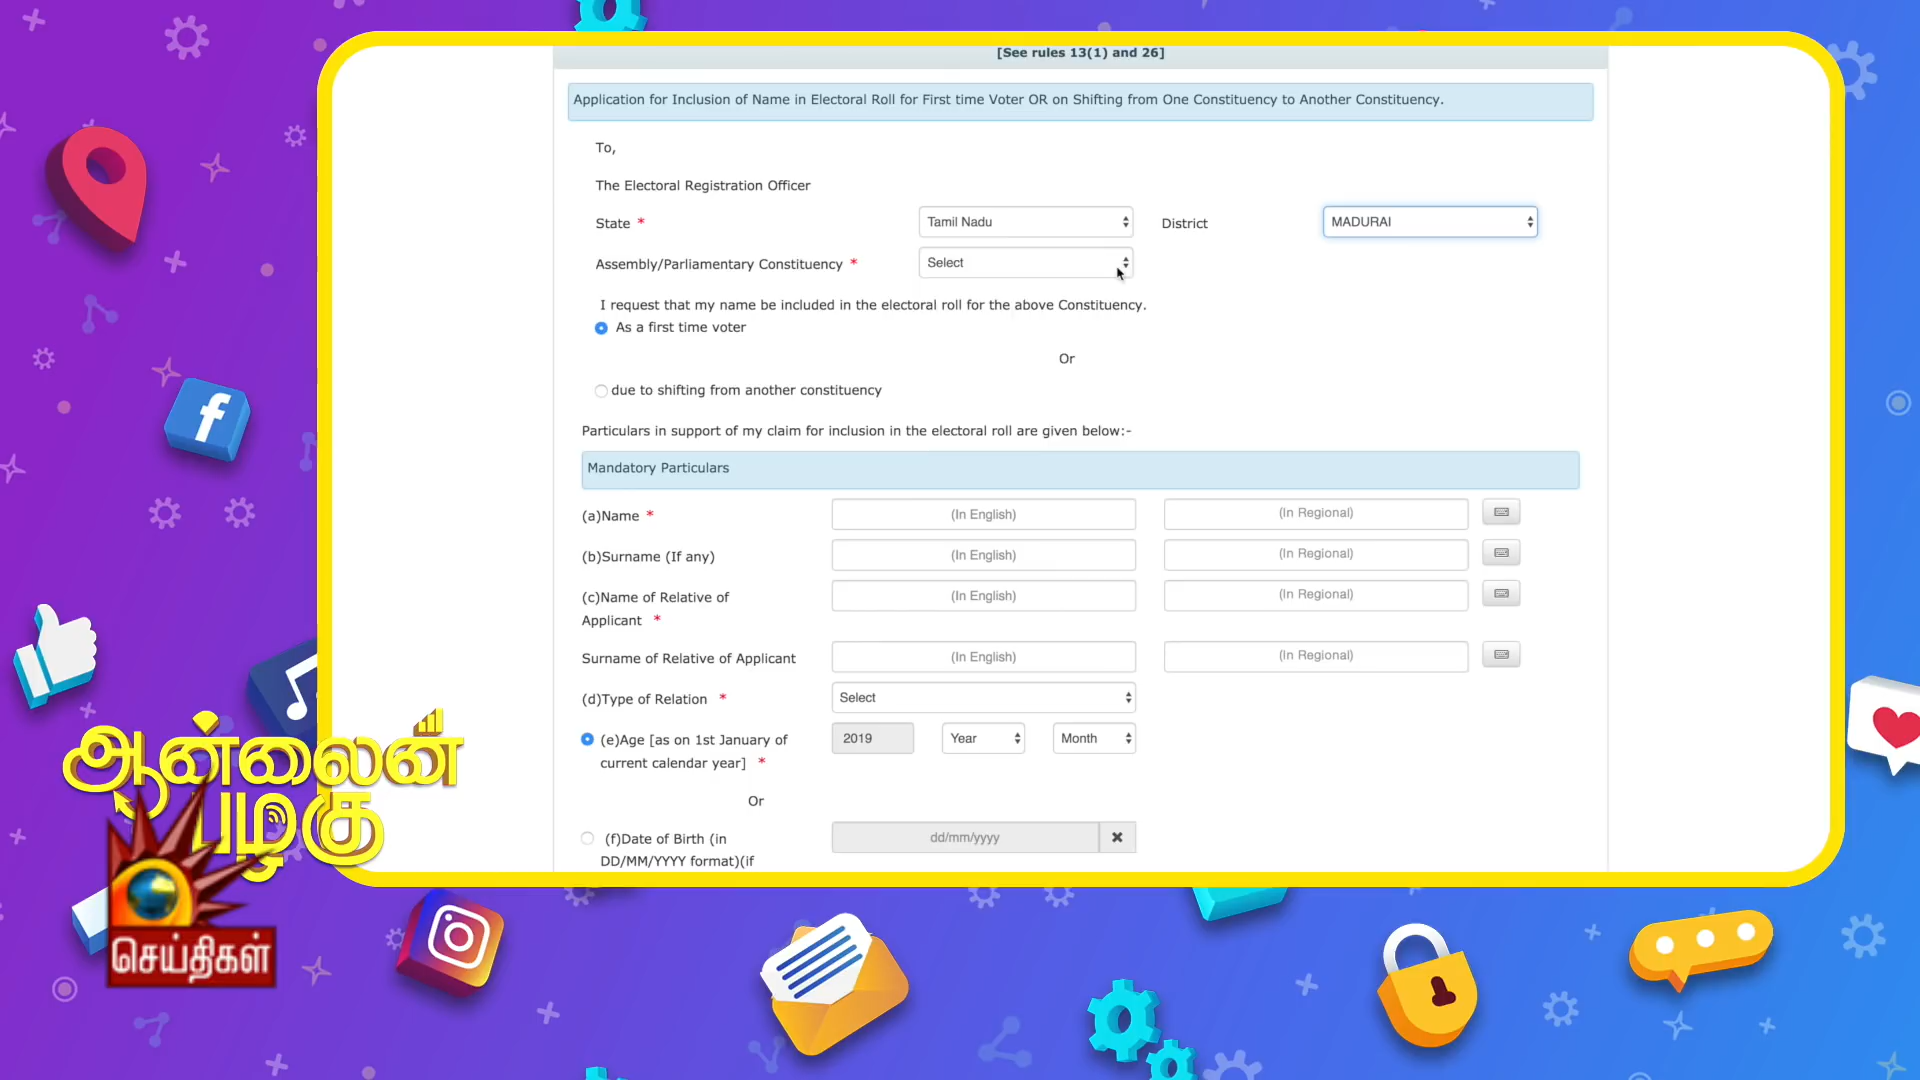 [See rules 13(1) and 26]
Application for Inclusion of Name in Electoral Roll for First time Voter OR on Shifting from One Constituency to Another Constituency.
To,
The Electoral Registration Officer
State * Tamil Nadu District MADURAI
Assembly/Parliamentary Constituency * Select
I request that my name be included in the electoral roll for the above Constituency.
As a first time voter
Or
due to shifting from another constituency
Particulars in support of my claim for inclusion in the electoral roll are given below:-
Mandatory Particulars
(a)Name * (In English) (In Regional)
(b)Surname (If any) (In English) (In Regional)
(c)Name of Relative of
Applicant * (In English) (In Regional)
Surname of Relative of Applicant (In English) (In Regional)
(d)Type of Relation * Select
(e)Age [as on 1st January of
current calendar year] * 2019 Year Month
Or
(f)Date of Birth (in
DD/MM/YYYY format)(if dd/mm/yyyy
ஆன்லைன்
பழகு
செய்திகள்